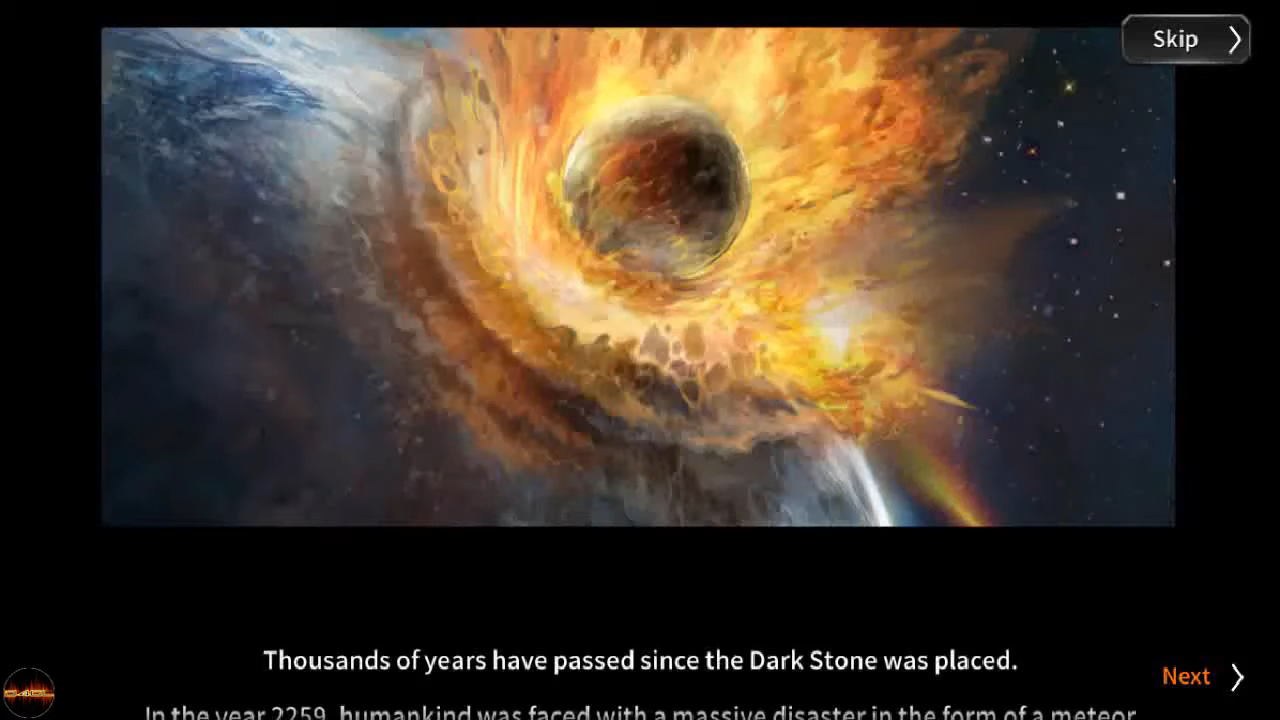 Skip
Thousands of years have passed since the Dark Stone was placed.
Next
In the year 2259, humankind was faced with a massive disaster in the form of a meteor